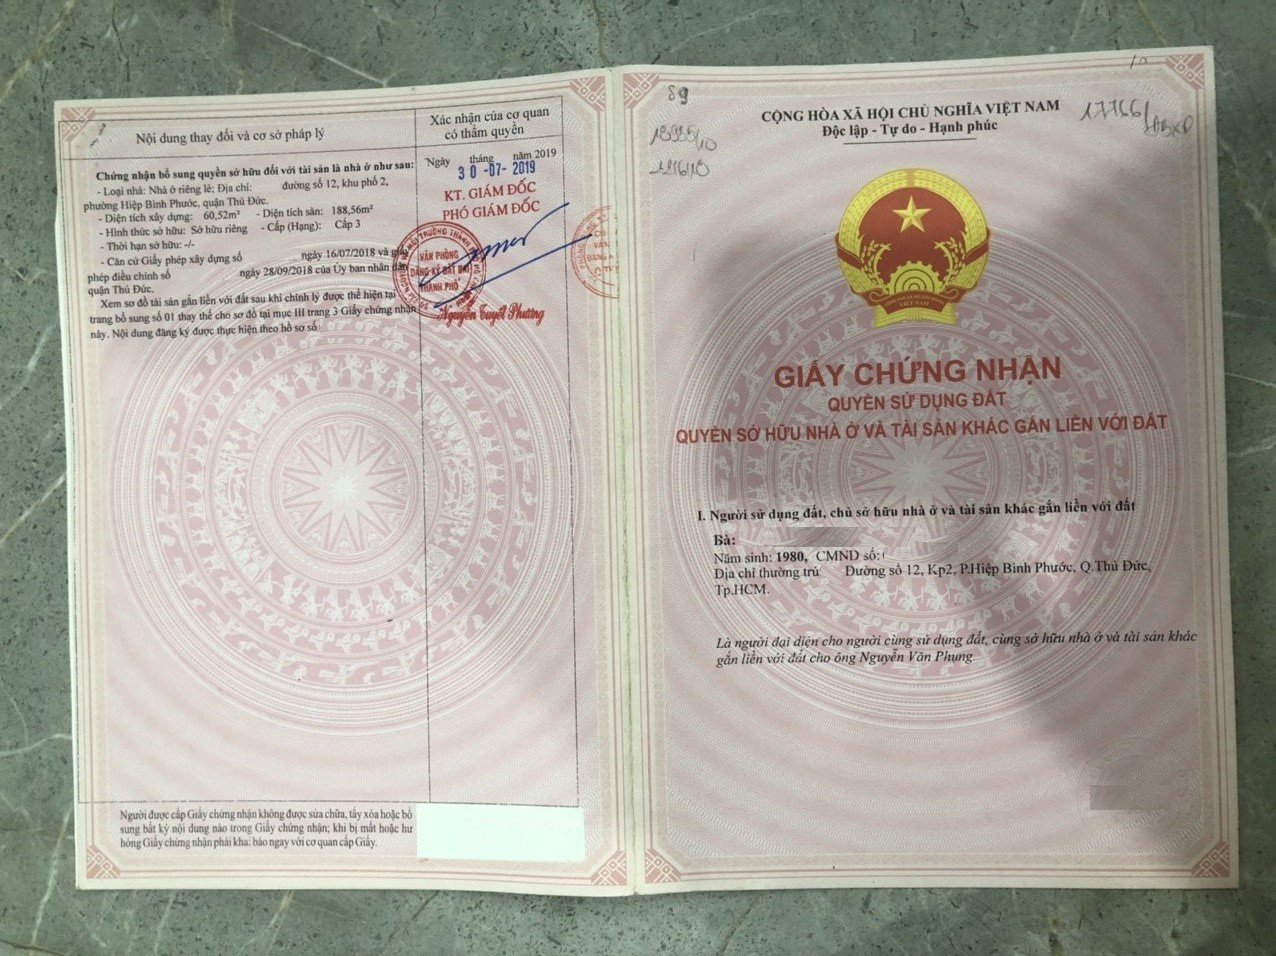 Nội dung thay đổi và cơ sở pháp lý
Xác nhận của cơ quan
có thẩm quyền
Chứng nhận bổ sung quyền sở hữu đối với tài sản là nhà ở như sau:
- Loại nhà: Nhà ở riêng lẻ; Địa chỉ: đường số 12, khu phố 2,
phường Hiệp Bình Phước, quận Thủ Đức.
- Diện tích xây dựng: 60,52m² - Diện tích sàn: 188,56m²
- Hình thức sở hữu: Sở hữu riêng - Cấp (Hạng): Cấp 3
- Thời hạn sở hữu: -/-
- Căn cứ Giấy phép xây dựng số ngày 16/07/2018 và giấy
phép điều chỉnh số ngày 28/09/2018 của Ủy ban nhân dân
quận Thủ Đức.
Xem sơ đồ tài sản gắn liền với đất sau khi chỉnh lý được thể hiện tại
trang bổ sung số 01 thay thế cho sơ đồ tại mục III trang 3 Giấy chứng nhận
này. Nội dung đăng ký được thực hiện theo hồ sơ số
Ngày tháng năm 2019
30-07-2019
KT. GIÁM ĐỐC
PHÓ GIÁM ĐỐC
VĂN PHÒNG
ĐĂNG KÝ ĐẤT ĐAI
THÀNH PHỐ
Nguyễn Tuyết Phương
Người được cấp Giấy chứng nhận không được sửa chữa, tẩy xóa hoặc bổ
sung bất kỳ nội dung nào trong Giấy chứng nhận; khi bị mất hoặc hư
hỏng Giấy chứng nhận phải khai báo ngay với cơ quan cấp Giấy.
89
CỘNG HÒA XÃ HỘI CHỦ NGHĨA VIỆT NAM
Độc lập - Tự do - Hạnh phúc
VIỆT NAM
GIẤY CHỨNG NHẬN
QUYỀN SỬ DỤNG ĐẤT
QUYỀN SỞ HỮU NHÀ Ở VÀ TÀI SẢN KHÁC GẮN LIỀN VỚI ĐẤT
I. Người sử dụng đất, chủ sở hữu nhà ở và tài sản khác gắn liền với đất
Bà:
Năm sinh: 1980, CMND số:
Địa chỉ thường trú: Đường số 12, Kp2, P.Hiệp Bình Phước, Q.Thủ Đức,
Tp.HCM.
Là người đại diện cho người cùng sử dụng đất, cùng sở hữu nhà ở và tài sản khác
gắn liền với đất cho ông Nguyễn Văn Phụng.